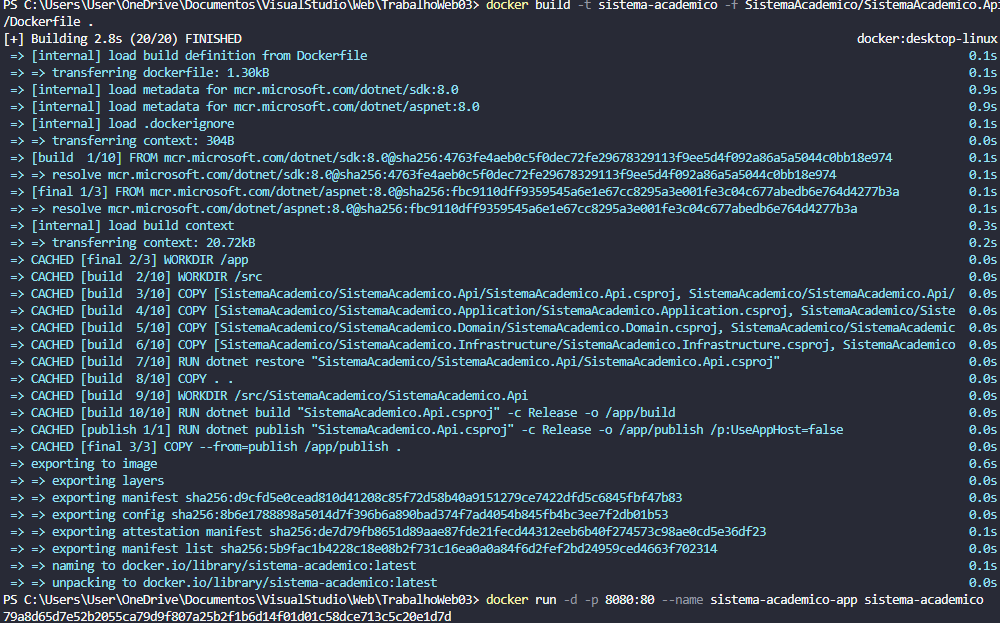 PS C:\Users\User\OneDrive\Documentos\VisualStudio\Web\TrabalhoWeb03> docker build -t sistema-academico -f SistemaAcademico/SistemaAcademico.Api
/Dockerfile .
[+] Building 2.8s (20/20) FINISHED docker:desktop-linux
=> [internal] load build definition from Dockerfile 0.1s
=> => transferring dockerfile: 1.30kB 0.0s
=> [internal] load metadata for mcr.microsoft.com/dotnet/sdk:8.0 0.9s
=> [internal] load metadata for mcr.microsoft.com/dotnet/aspnet:8.0 0.9s
=> [internal] load .dockerignore 0.1s
=> => transferring context: 304B 0.0s
=> [build  1/10] FROM mcr.microsoft.com/dotnet/sdk:8.0@sha256:4763fe4aeb0c5f0dec72fe29678329113f9ee5d4f092a86a5a5044c0bb18e974 0.1s
=> => resolve mcr.microsoft.com/dotnet/sdk:8.0@sha256:4763fe4aeb0c5f0dec72fe29678329113f9ee5d4f092a86a5a5044c0bb18e974 0.1s
=> [final 1/3] FROM mcr.microsoft.com/dotnet/aspnet:8.0@sha256:fbc9110dff9359545a6e1e67cc8295a3e001fe3c04c677abedb6e764d4277b3a 0.1s
=> => resolve mcr.microsoft.com/dotnet/aspnet:8.0@sha256:fbc9110dff9359545a6e1e67cc8295a3e001fe3c04c677abedb6e764d4277b3a 0.1s
=> [internal] load build context 0.3s
=> => transferring context: 20.72kB 0.2s
=> CACHED [final 2/3] WORKDIR /app 0.0s
=> CACHED [build  2/10] WORKDIR /src 0.0s
=> CACHED [build  3/10] COPY [SistemaAcademico/SistemaAcademico.Api/SistemaAcademico.Api.csproj, SistemaAcademico/SistemaAcademico.Api/ 0.0s
=> CACHED [build  4/10] COPY [SistemaAcademico/SistemaAcademico.Application/SistemaAcademico.Application.csproj, SistemaAcademico/Siste 0.0s
=> CACHED [build  5/10] COPY [SistemaAcademico/SistemaAcademico.Domain/SistemaAcademico.Domain.csproj, SistemaAcademico/SistemaAcademic 0.0s
=> CACHED [build  6/10] COPY [SistemaAcademico/SistemaAcademico.Infrastructure/SistemaAcademico.Infrastructure.csproj, SistemaAcademico 0.0s
=> CACHED [build  7/10] RUN dotnet restore "SistemaAcademico/SistemaAcademico.Api/SistemaAcademico.Api.csproj" 0.0s
=> CACHED [build  8/10] COPY . . 0.0s
=> CACHED [build  9/10] WORKDIR /src/SistemaAcademico/SistemaAcademico.Api 0.0s
=> CACHED [build 10/10] RUN dotnet build "SistemaAcademico.Api.csproj" -c Release -o /app/build 0.0s
=> CACHED [publish 1/1] RUN dotnet publish "SistemaAcademico.Api.csproj" -c Release -o /app/publish /p:UseAppHost=false 0.0s
=> CACHED [final 3/3] COPY --from=publish /app/publish . 0.0s
=> exporting to image 0.6s
=> => exporting layers 0.0s
=> => exporting manifest sha256:d9cfd5e0cead810d41208c85f72d58b40a9151279ce7422dfd5c6845fbf47b83 0.0s
=> => exporting config sha256:8b6e1788898a5014d7f396b6a890bad374f7ad4054b845fb4bc3ee7f2db01b53 0.0s
=> => exporting attestation manifest sha256:de7d79fb8651d89aae87fde21fecd44312eeb6b40f274573c98ae0cd5e36df23 0.1s
=> => exporting manifest list sha256:5b9fac1b4228c18e08b2f731c16ea0a0a84f6d2fef2bd24959ced4663f702314 0.0s
=> => naming to docker.io/library/sistema-academico:latest 0.1s
=> => unpacking to docker.io/library/sistema-academico:latest 0.0s
PS C:\Users\User\OneDrive\Documentos\VisualStudio\Web\TrabalhoWeb03> docker run -d -p 8080:80 --name sistema-academico-app sistema-academico
79a8d65d7e52b2055ca79d9f807a25b2f1b6d14f01d01c58dce713c5c20e1d7d